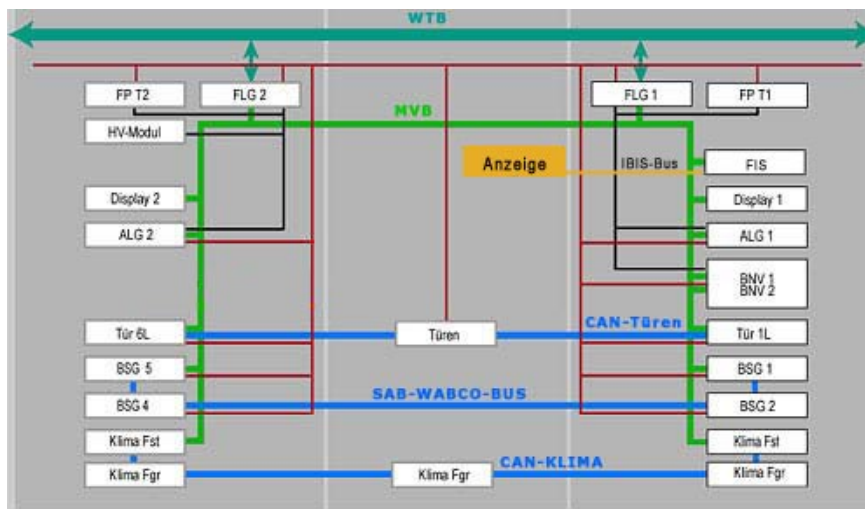 WTB
FP T2
FLG 2
FLG 1
FP T1
MVB
HV-Modul
Anzeige
IBIS-Bus
FIS
Display 2
Display 1
ALG 2
ALG 1
BNV 1
BNV 2
CAN-Türen
Tür 6L
Türen
Tür 1L
BSG 5
BSG 1
SAB-WABCO-BUS
BSG 4
BSG 2
Klima Fst
Klima Fst
CAN-KLIMA
Klima Fgr
Klima Fgr
Klima Fgr